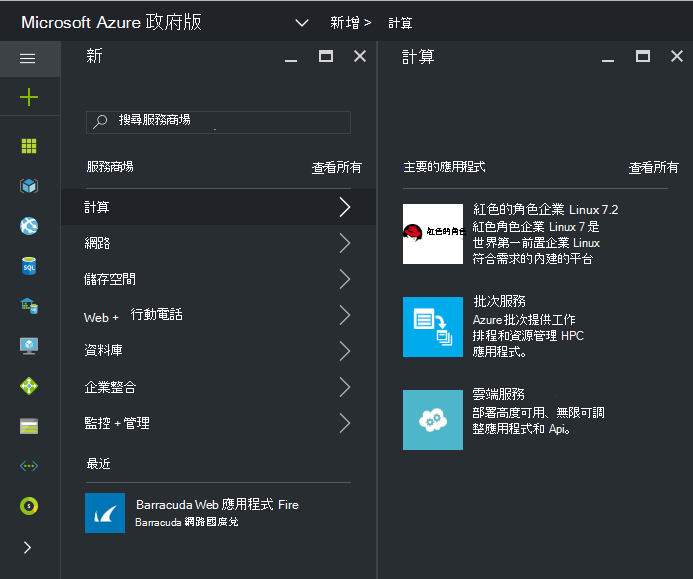 Microsoft Azure 政府版
新增 >
計算
新
計算
搜尋服務商場
服務商場
查看所有
計算
網路
儲存空間
Web + 行動電話
資料庫
企業整合
監控 + 管理
最近
Barracuda Web 應用程式 Fire
Barracuda 網路國度兌
主要的應用程式
查看所有
紅色的角色
紅色的角色企業 Linux 7.2
紅色角色企業 Linux 7 是
世界第一前置企業 Linux
符合需求的內建的平台
SQL
批次服務
Azure 批次提供工作
排程和資源管理 HPC
應用程式。
雲端服務
部署高度可用、無限可調
整應用程式和 Api。